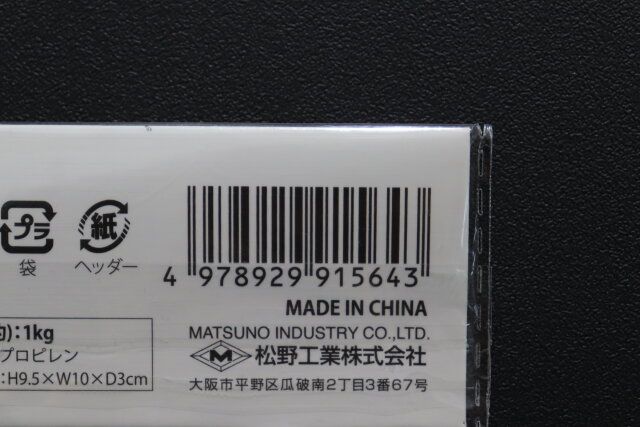 プラ
紙
袋
ヘッダー
4 978929 915643
MADE IN CHINA
MATSUNO INDUSTRY CO.,LTD.
M 松野工業株式会社
大阪市平野区瓜破南2丁目3番67号
):1kg
プロピレン
:H9.5×W10×D3cm